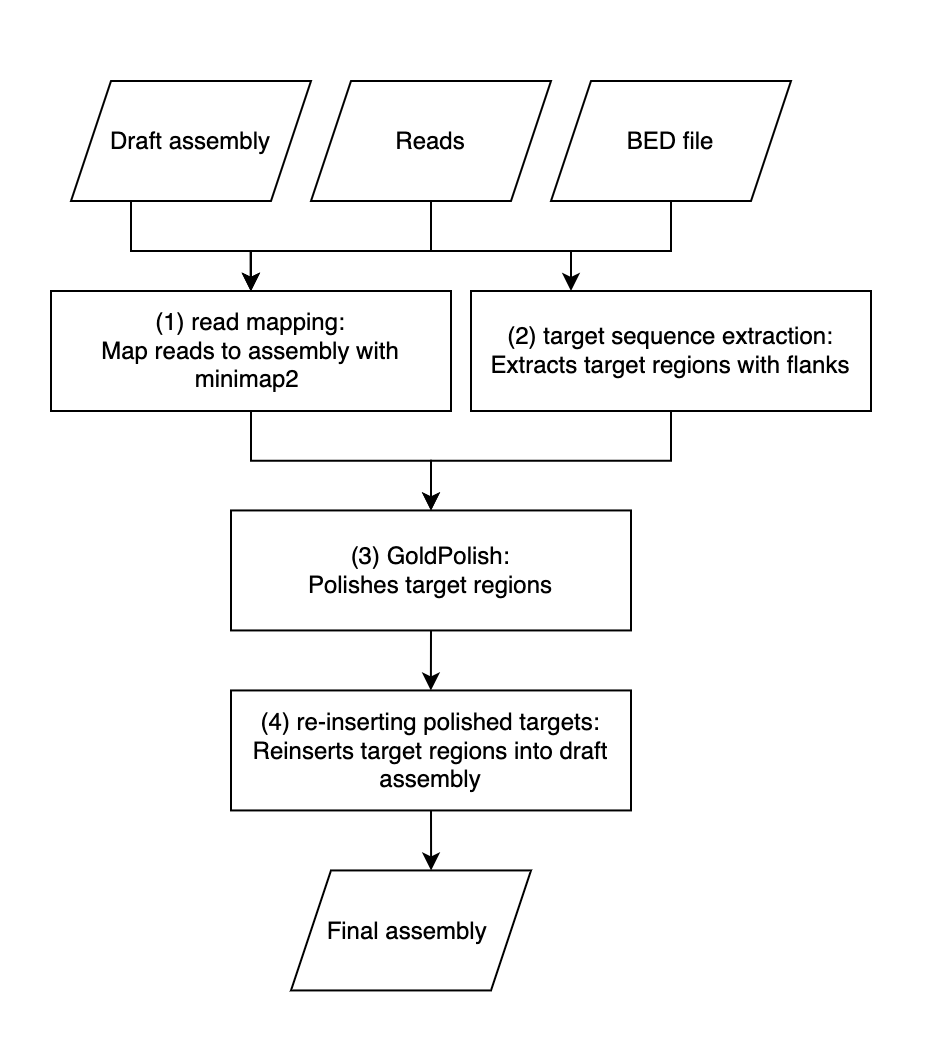 Draft assembly
Reads
BED file
(1) read mapping:
Map reads to assembly with
minimap2
(2) target sequence extraction:
Extracts target regions with flanks
(3) GoldPolish:
Polishes target regions
(4) re-inserting polished targets:
Reinserts target regions into draft
assembly
Final assembly